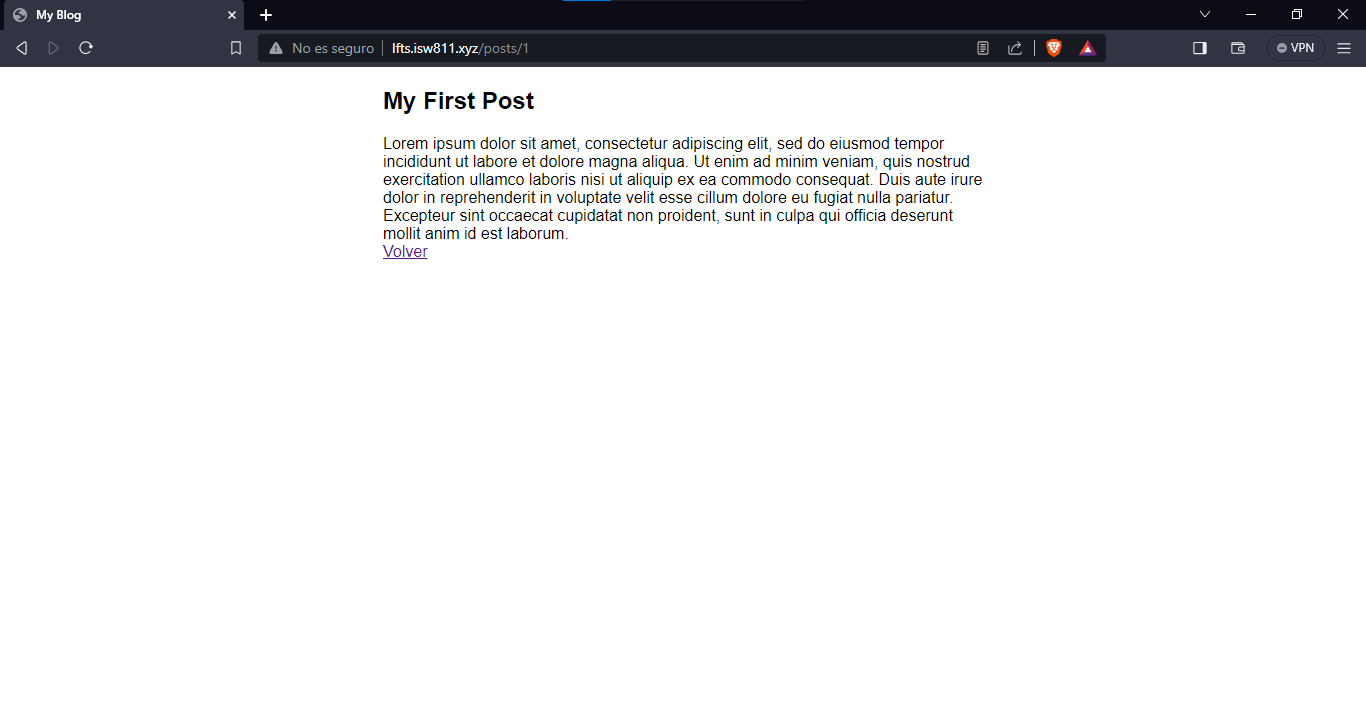 My Blog
No es seguro lfts.isw811.xyz/posts/1
VPN
My First Post
Lorem ipsum dolor sit amet, consectetur adipiscing elit, sed do eiusmod tempor
incididunt ut labore et dolore magna aliqua. Ut enim ad minim veniam, quis nostrud
exercitation ullamco laboris nisi ut aliquip ex ea commodo consequat. Duis aute irure
dolor in reprehenderit in voluptate velit esse cillum dolore eu fugiat nulla pariatur.
Excepteur sint occaecat cupidatat non proident, sunt in culpa qui officia deserunt
mollit anim id est laborum.
Volver